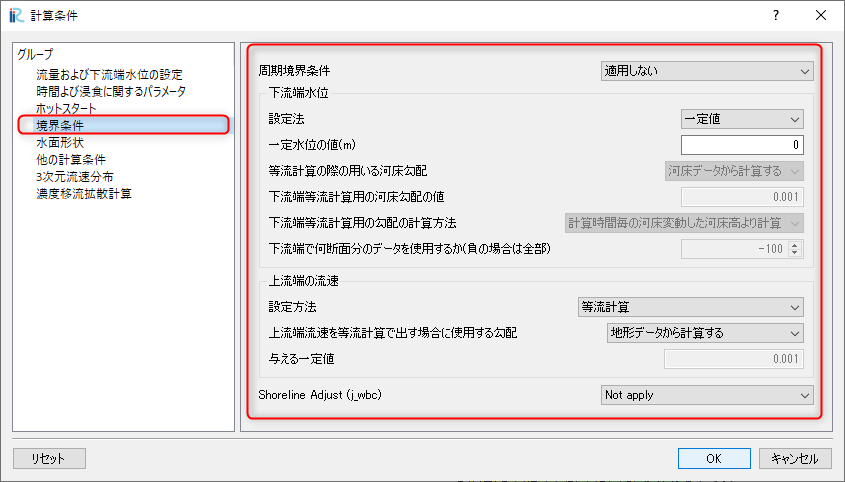 計算条件
グループ
流量および下流端水位の設定
時間よび浸食に関するパラメータ
ホットスタート
境界条件
水面形状
他の計算条件
3次元流速分布
濃度移流拡散計算
周期境界条件
適用しない
下流端水位
設定法
一定値
一定水位の値(m)
0
等流計算の際の用いる河床勾配
河床データから計算する
下流端等流計算用の河床勾配の値
0.001
下流端等流計算用の勾配の計算方法
計算時間毎の河床変動した河床高より計算
下流端で何断面分のデータを使用するか(負の場合は全部)
-100
上流端の流速
設定方法
等流計算
上流端流速を等流計算で出す場合に使用する勾配
地形データから計算する
与える一定値
0.001
Shoreline Adjust (j_wbc)
Not apply
リセット
OK
キャンセル